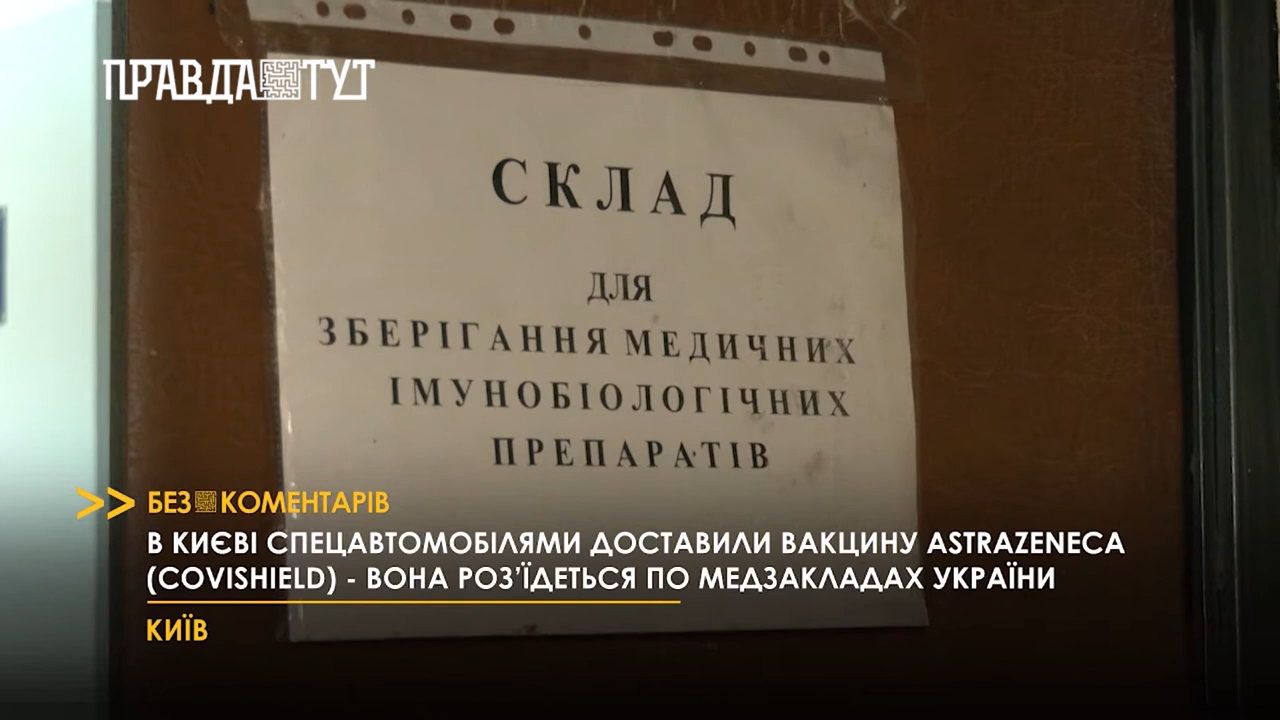 ПРАВДА ТУТ
СКЛАД
ДЛЯ
ЗБЕРІГАННЯ МЕДИЧНИХ
ІМУНОБІОЛОГІЧНИХ
ПРЕПАРАТІВ
>> БЕЗ КОМЕНТАРІВ
В КИЄВІ СПЕЦАВТОМОБІЛЯМИ ДОСТАВИЛИ ВАКЦИНУ ASTRAZENECA
(COVISHIELD) - ВОНА РОЗ’ЇДЕТЬСЯ ПО МЕДЗАКЛАДАХ УКРАЇНИ
КИЇВ